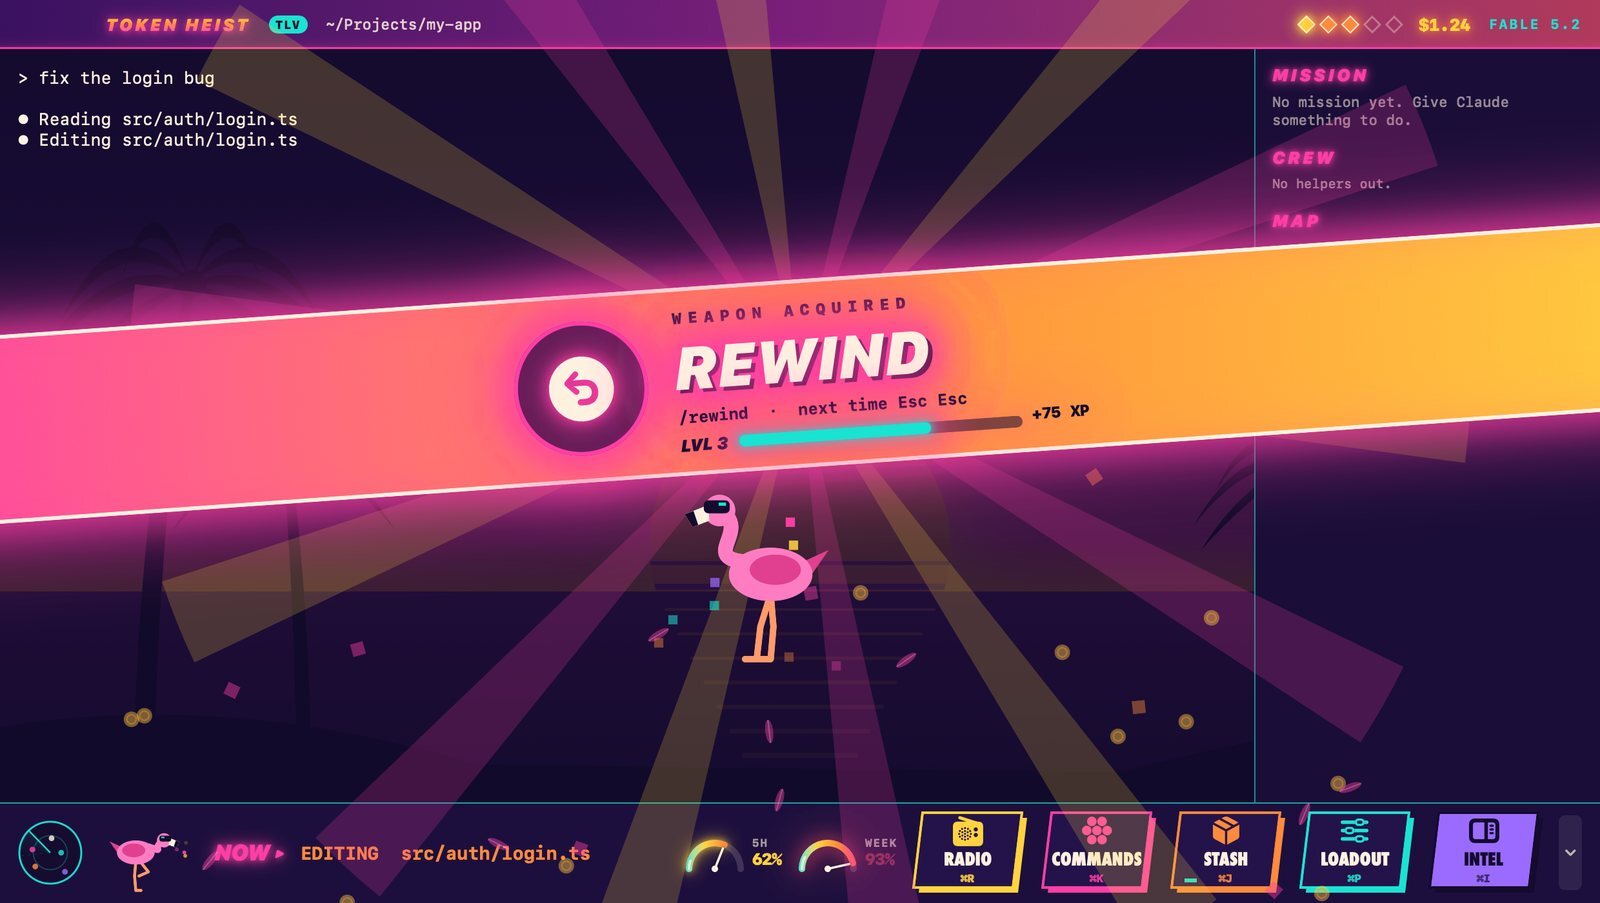 TOKEN HEIST TLV ~/Projects/my-app $1.24 FABLE 5.2
> fix the login bug
● Reading src/auth/login.ts
● Editing src/auth/login.ts
MISSION
No mission yet. Give Claude
something to do.
CREW
No helpers out.
MAP
WEAPON ACQUIRED
REWIND
/rewind · next time Esc Esc
LVL 3 +75 XP
NOW EDITING src/auth/login.ts
5H
62%
WEEK
93%
RADIO
⌘R
COMMANDS
⌘K
STASH
⌘J
LOADOUT
⌘P
INTEL
⌘I